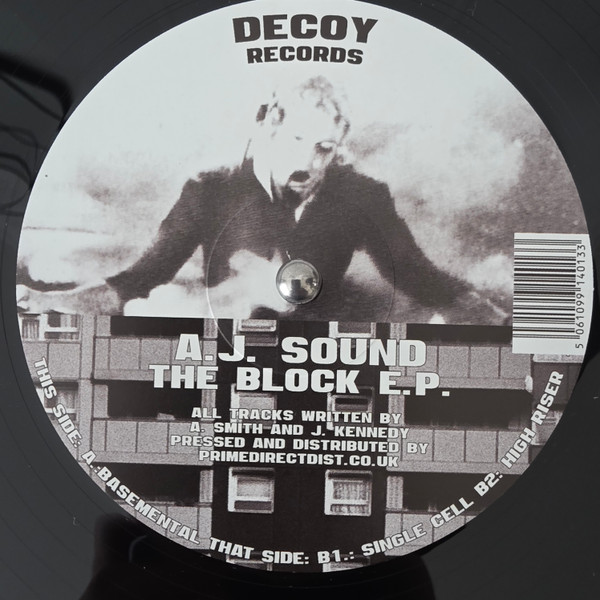 DECOY
RECORDS
5 061099 140133
A.J. SOUND
THE BLOCK E.P.
ALL TRACKS WRITTEN BY
A. SMITH AND J. KENNEDY
PRESSED AND DISTRIBUTED BY
PRIMEDIRECTDIST.CO.UK
THIS SIDE: A.:BASEMENTAL THAT SIDE: B1.: SINGLE CELL B2: HIGH RISER